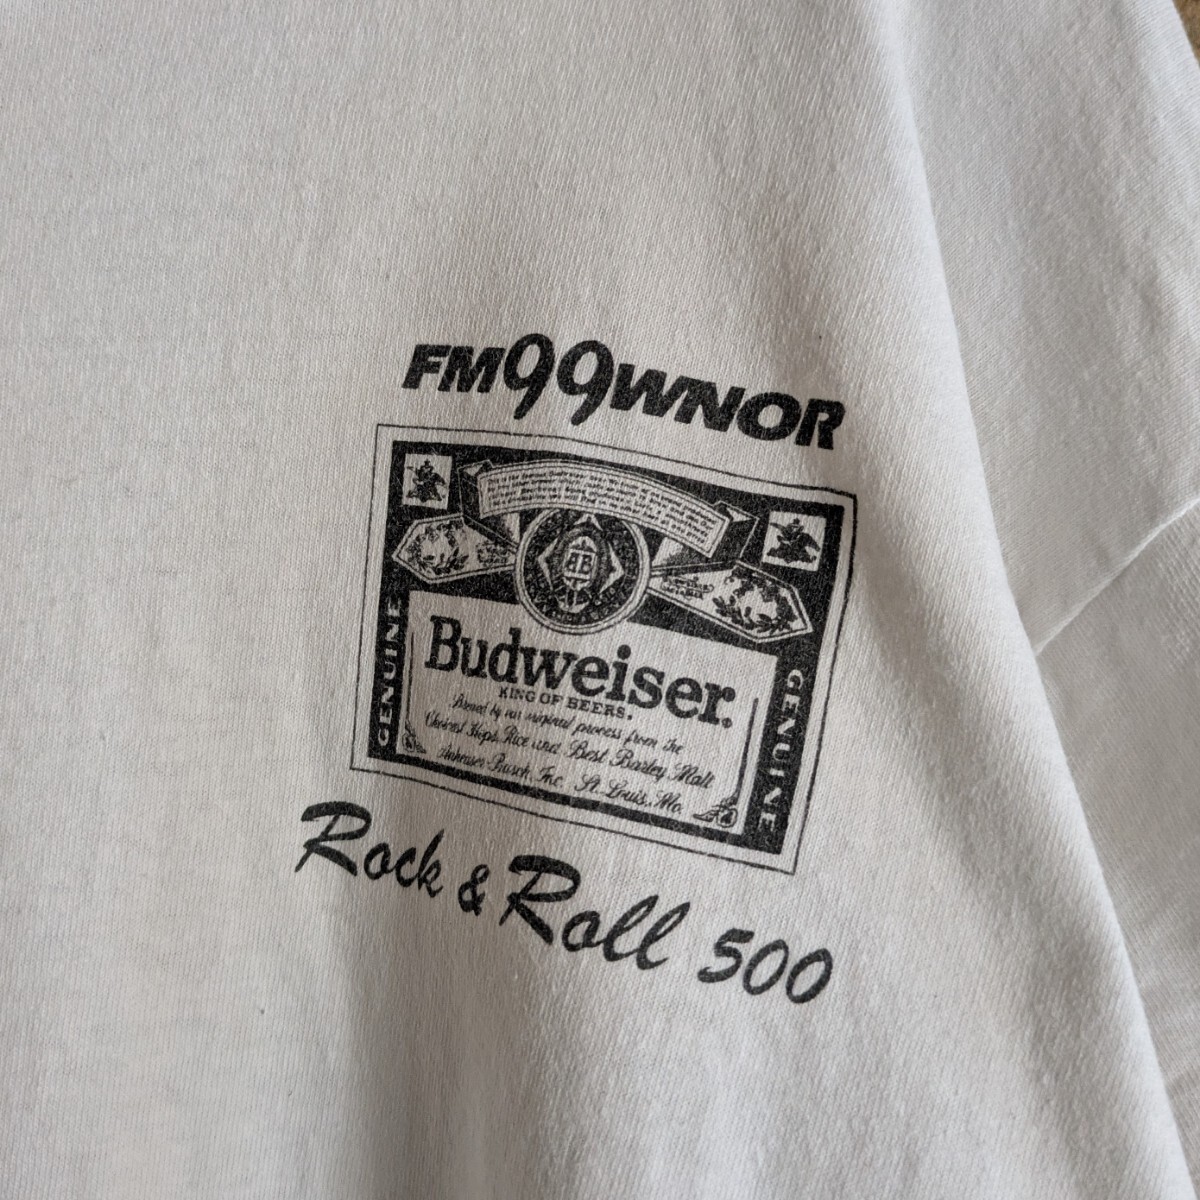 FM99WNOR
GENUINE
Budweiser.
KING OF BEERS.
Brewed by an original process from the
Choicest Hops, Rice and Best Barley Malt
Anheuser-Busch, Inc. St. Louis, Mo.
GENUINE
Rock & Roll 500